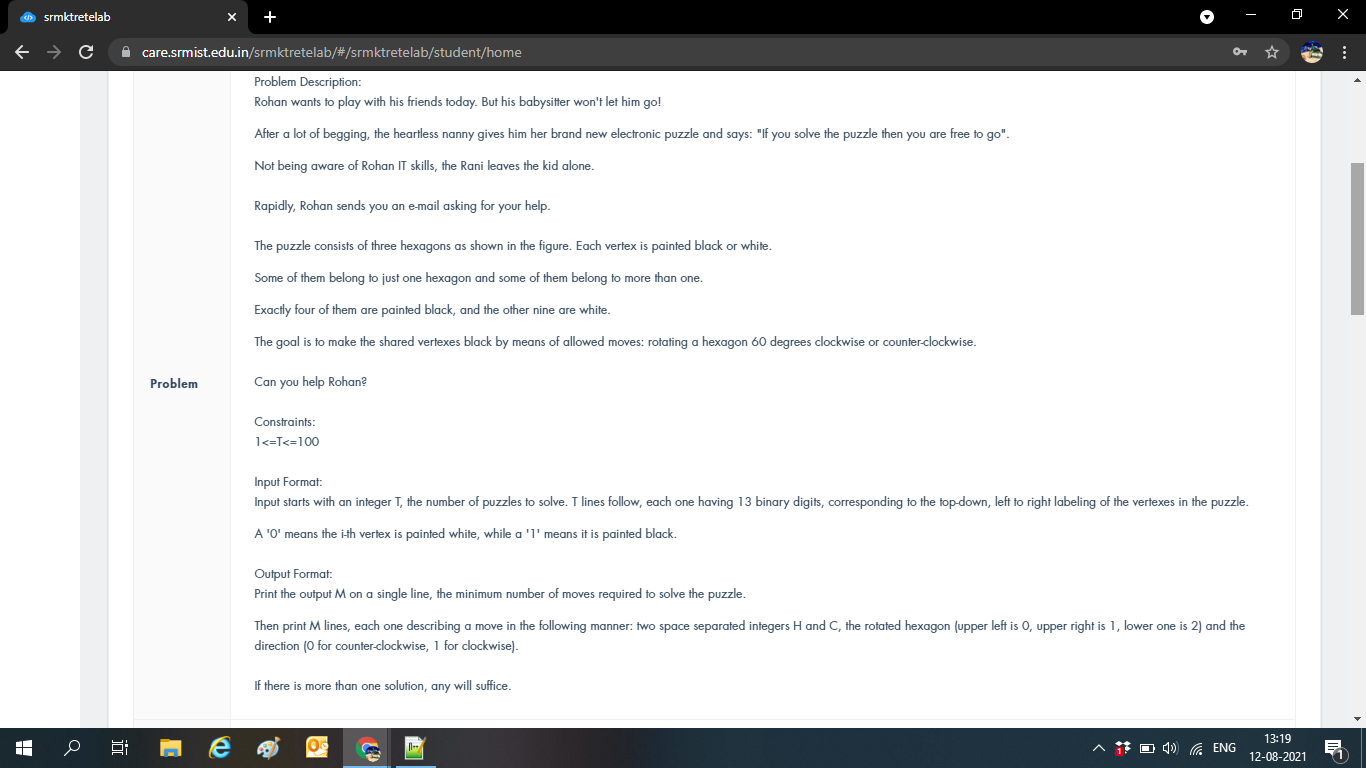 srmktretelab
care.srmist.edu.in/srmktretelab/#/srmktretelab/student/home
Problem Description:
Rohan wants to play with his friends today. But his babysitter won't let him go!
After a lot of begging, the heartless nanny gives him her brand new electronic puzzle and says: "If you solve the puzzle then you are free to go".
Not being aware of Rohan IT skills, the Rani leaves the kid alone.
Rapidly, Rohan sends you an e-mail asking for your help.
The puzzle consists of three hexagons as shown in the figure. Each vertex is painted black or white.
Some of them belong to just one hexagon and some of them belong to more than one.
Exactly four of them are painted black, and the other nine are white.
The goal is to make the shared vertexes black by means of allowed moves: rotating a hexagon 60 degrees clockwise or counter-clockwise.
Problem
Can you help Rohan?
Constraints:
1<=T<=100
Input Format:
Input starts with an integer T, the number of puzzles to solve. T lines follow, each one having 13 binary digits, corresponding to the top-down, left to right labeling of the vertexes in the puzzle.
A '0' means the i-th vertex is painted white, while a '1' means it is painted black.
Output Format:
Print the output M on a single line, the minimum number of moves required to solve the puzzle.
Then print M lines, each one describing a move in the following manner: two space separated integers H and C, the rotated hexagon (upper left is 0, upper right is 1, lower one is 2) and the
direction (0 for counter-clockwise, 1 for clockwise).
If there is more than one solution, any will suffice.
ENG
13:19
12-08-2021
1